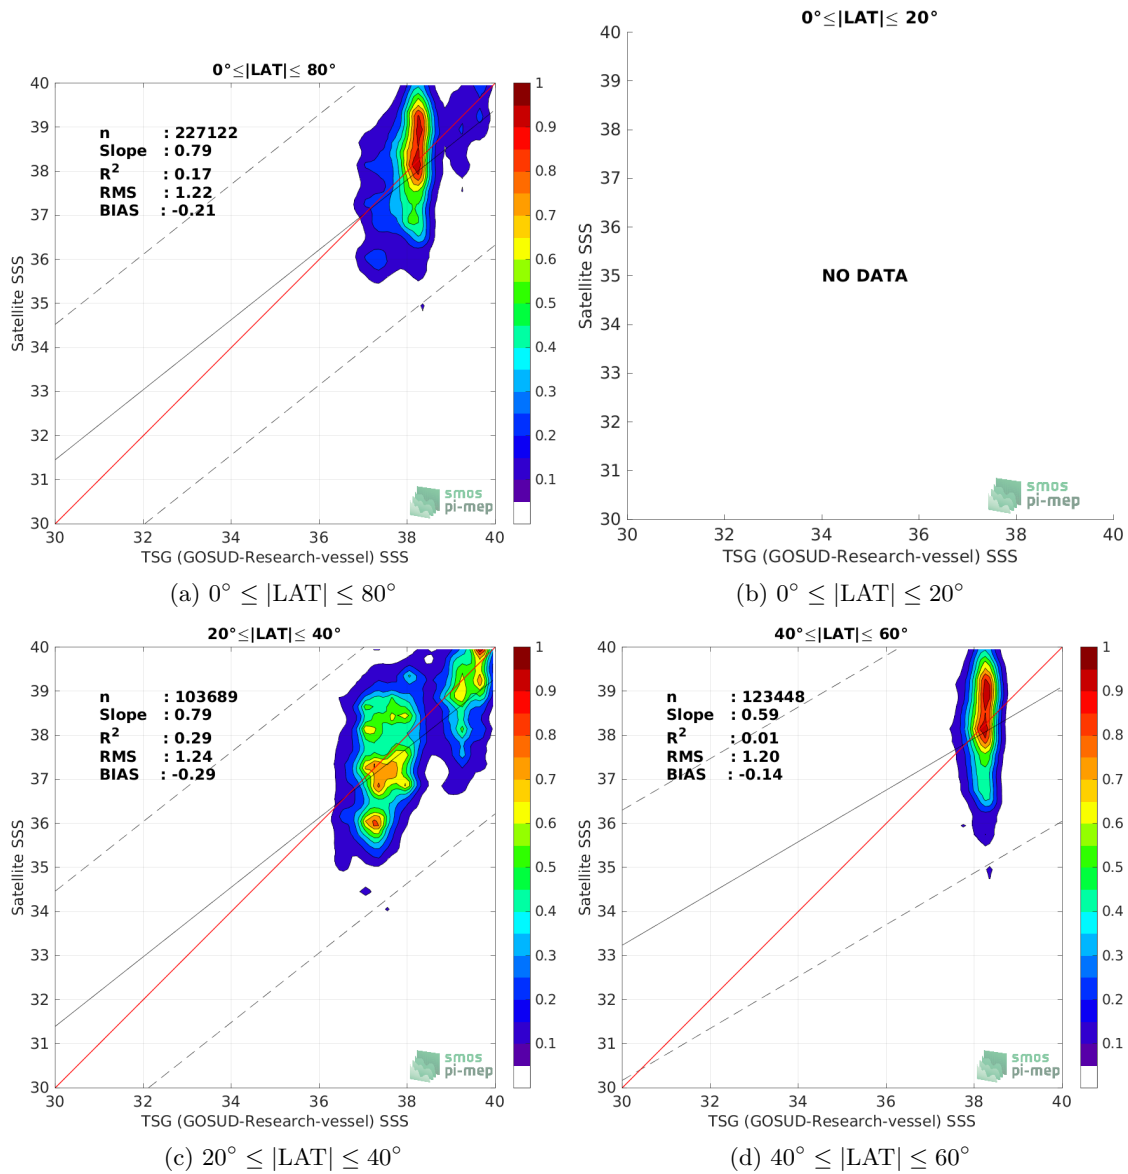 0°≤|LAT|≤ 80°
n : 227122
Slope : 0.79
R² : 0.17
RMS : 1.22
BIAS : -0.21
40
39
38
37
36
35
34
33
32
31
30
Satellite SSS
30 32 34 36 38 40
TSG (GOSUD-Research-vessel) SSS
1
0.9
0.8
0.7
0.6
0.5
0.4
0.3
0.2
0.1
smos
pi-mep
(a) 0° ≤ |LAT| ≤ 80°
0°≤|LAT|≤ 20°
40
39
38
37
36
35
34
33
32
31
30
Satellite SSS
NO DATA
smos
pi-mep
30 32 34 36 38 40
TSG (GOSUD-Research-vessel) SSS
(b) 0° ≤ |LAT| ≤ 20°
20°≤|LAT|≤ 40°
n : 103689
Slope : 0.79
R² : 0.29
RMS : 1.24
BIAS : -0.29
40
39
38
37
36
35
34
33
32
31
30
Satellite SSS
30 32 34 36 38 40
TSG (GOSUD-Research-vessel) SSS
1
0.9
0.8
0.7
0.6
0.5
0.4
0.3
0.2
0.1
smos
pi-mep
(c) 20° ≤ |LAT| ≤ 40°
40°≤|LAT|≤ 60°
n : 123448
Slope : 0.59
R² : 0.01
RMS : 1.20
BIAS : -0.14
40
39
38
37
36
35
34
33
32
31
30
Satellite SSS
30 32 34 36 38 40
TSG (GOSUD-Research-vessel) SSS
1
0.9
0.8
0.7
0.6
0.5
0.4
0.3
0.2
0.1
smos
pi-mep
(d) 40° ≤ |LAT| ≤ 60°